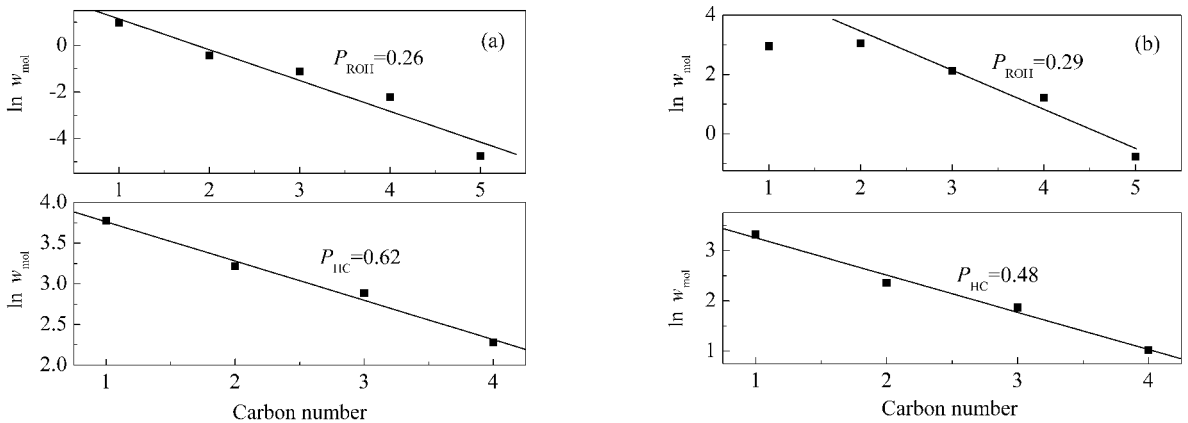 (a)
P_ROH=0.26
ln w_mol
0
-2
-4
1 2 3 4 5
P_HC=0.62
ln w_mol
4.0
3.5
3.0
2.5
2.0
1 2 3 4
Carbon number
(b)
P_ROH=0.29
ln w_mol
4
2
0
1 2 3 4 5
P_HC=0.48
ln w_mol
3
2
1
1 2 3 4
Carbon number